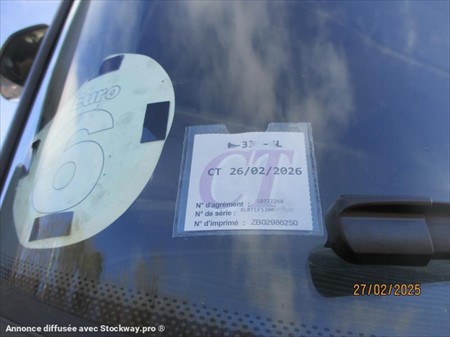 euro
6
CT 26/02/2026
CT
N° d'agrément :
N° de série :
N° d'imprimé : ZB02986250
27/02/2025
Annonce diffusée avec Stockway.pro ®